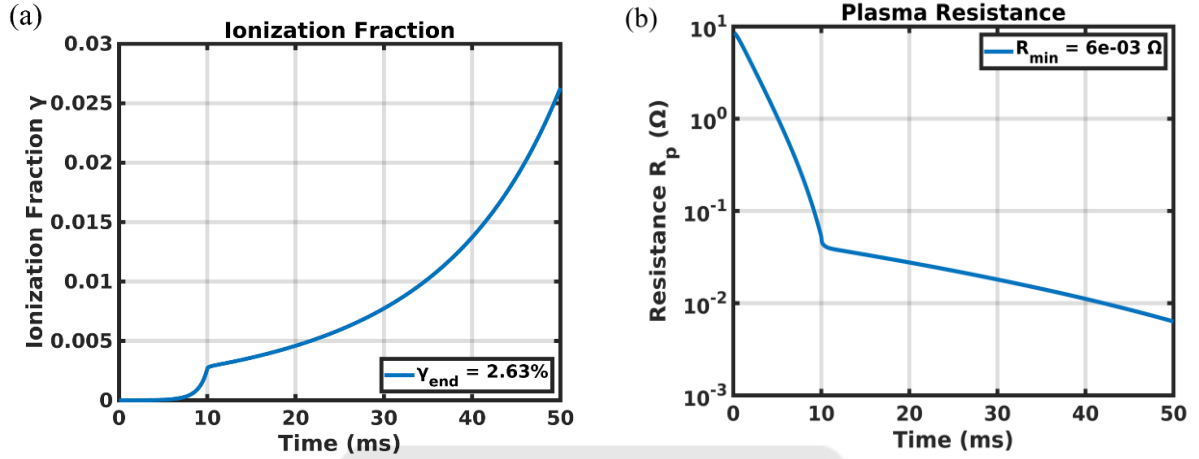 (a)
Ionization Fraction
Ionization Fraction γ
0.03
0.025
0.02
0.015
0.01
0.005
0
γend = 2.63%
0 10 20 30 40 50
Time (ms)
(b)
Plasma Resistance
Resistance Rp (Ω)
10^1
10^0
10^-1
10^-2
10^-3
Rmin = 6e-03 Ω
0 10 20 30 40 50
Time (ms)